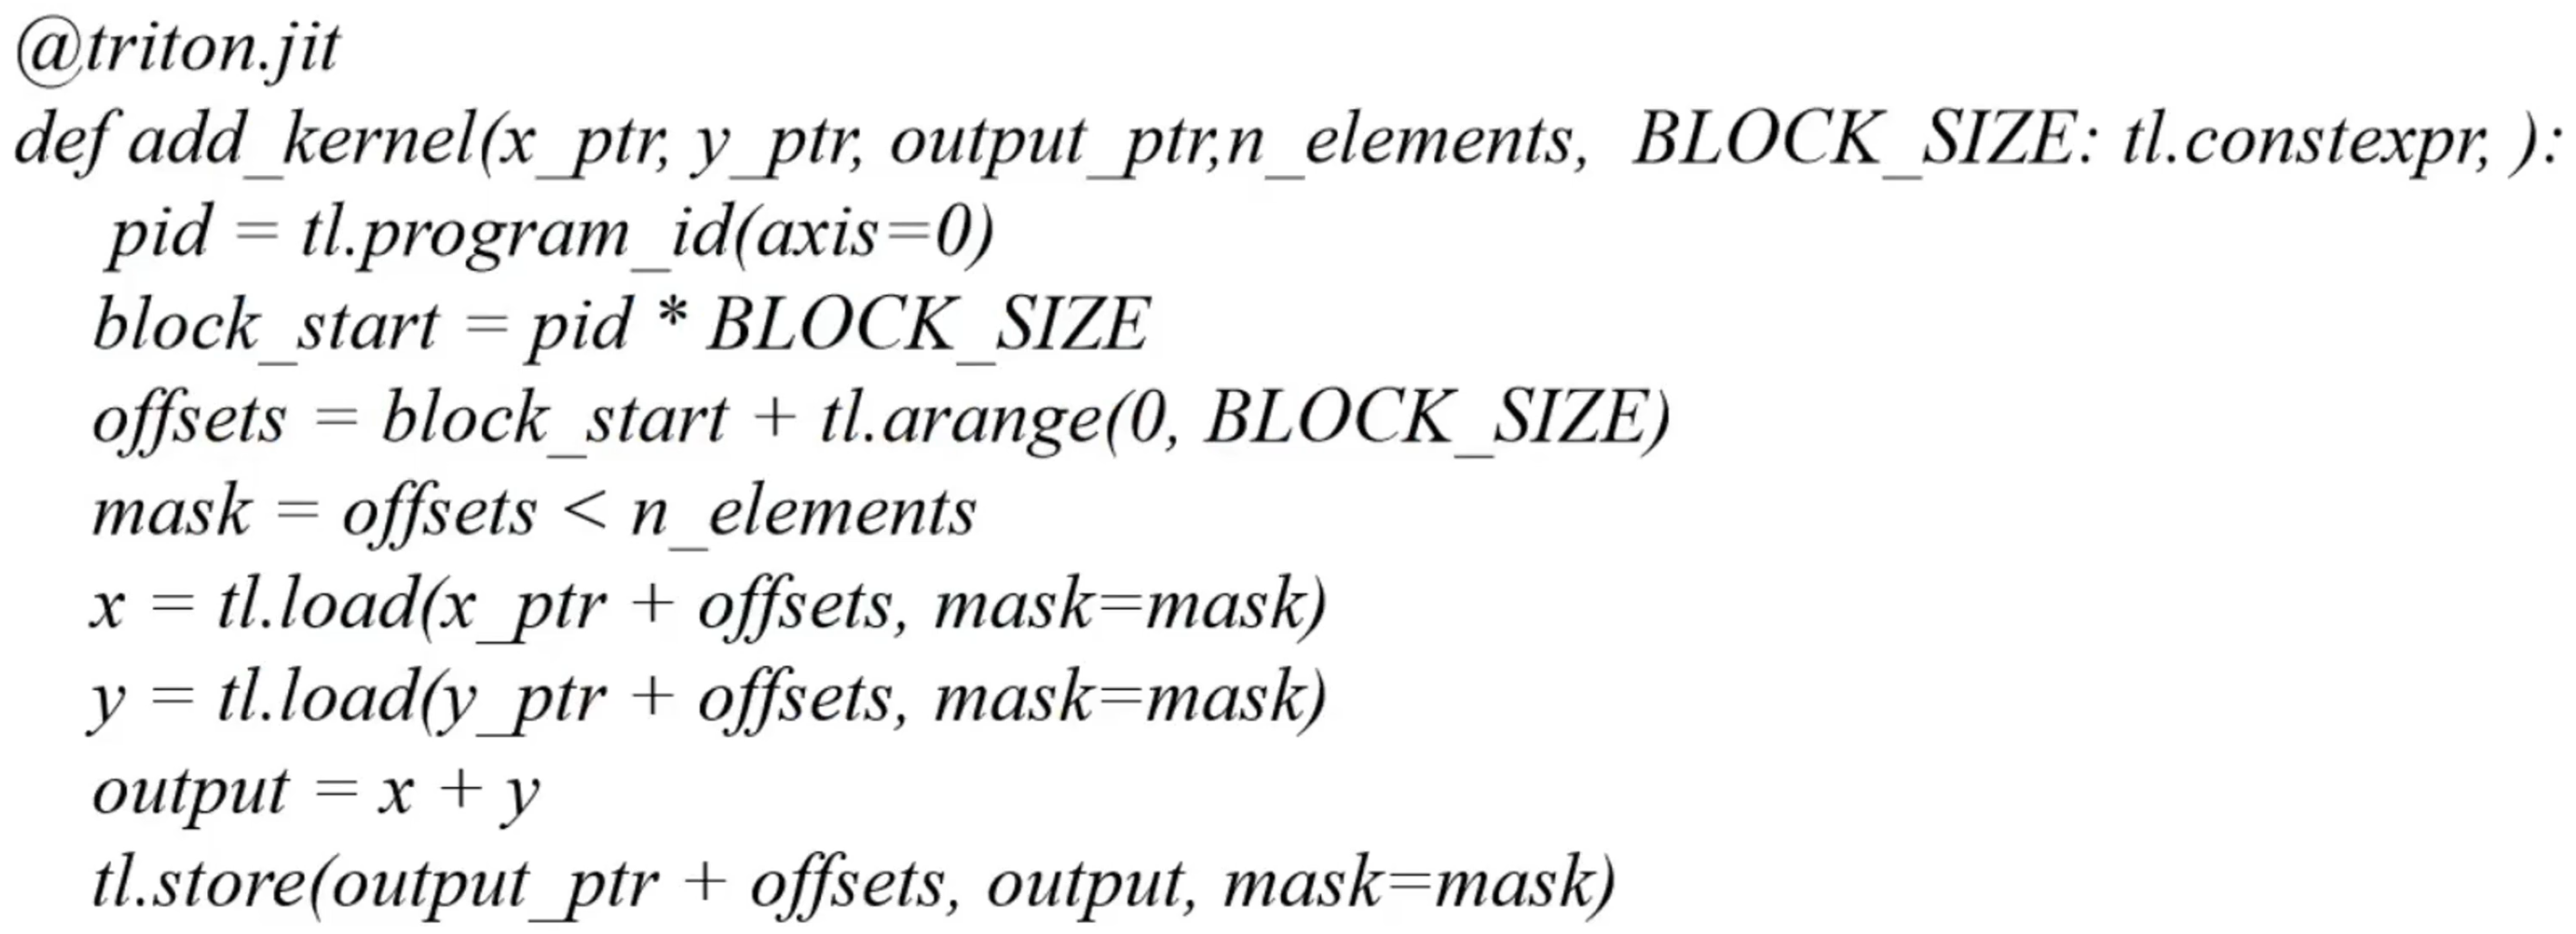 @triton.jit
def add_kernel(x_ptr, y_ptr, output_ptr,n_elements,  BLOCK_SIZE: tl.constexpr, ):
    pid = tl.program_id(axis=0)
    block_start = pid * BLOCK_SIZE
    offsets = block_start + tl.arange(0, BLOCK_SIZE)
    mask = offsets < n_elements
    x = tl.load(x_ptr + offsets, mask=mask)
    y = tl.load(y_ptr + offsets, mask=mask)
    output = x + y
    tl.store(output_ptr + offsets, output, mask=mask)